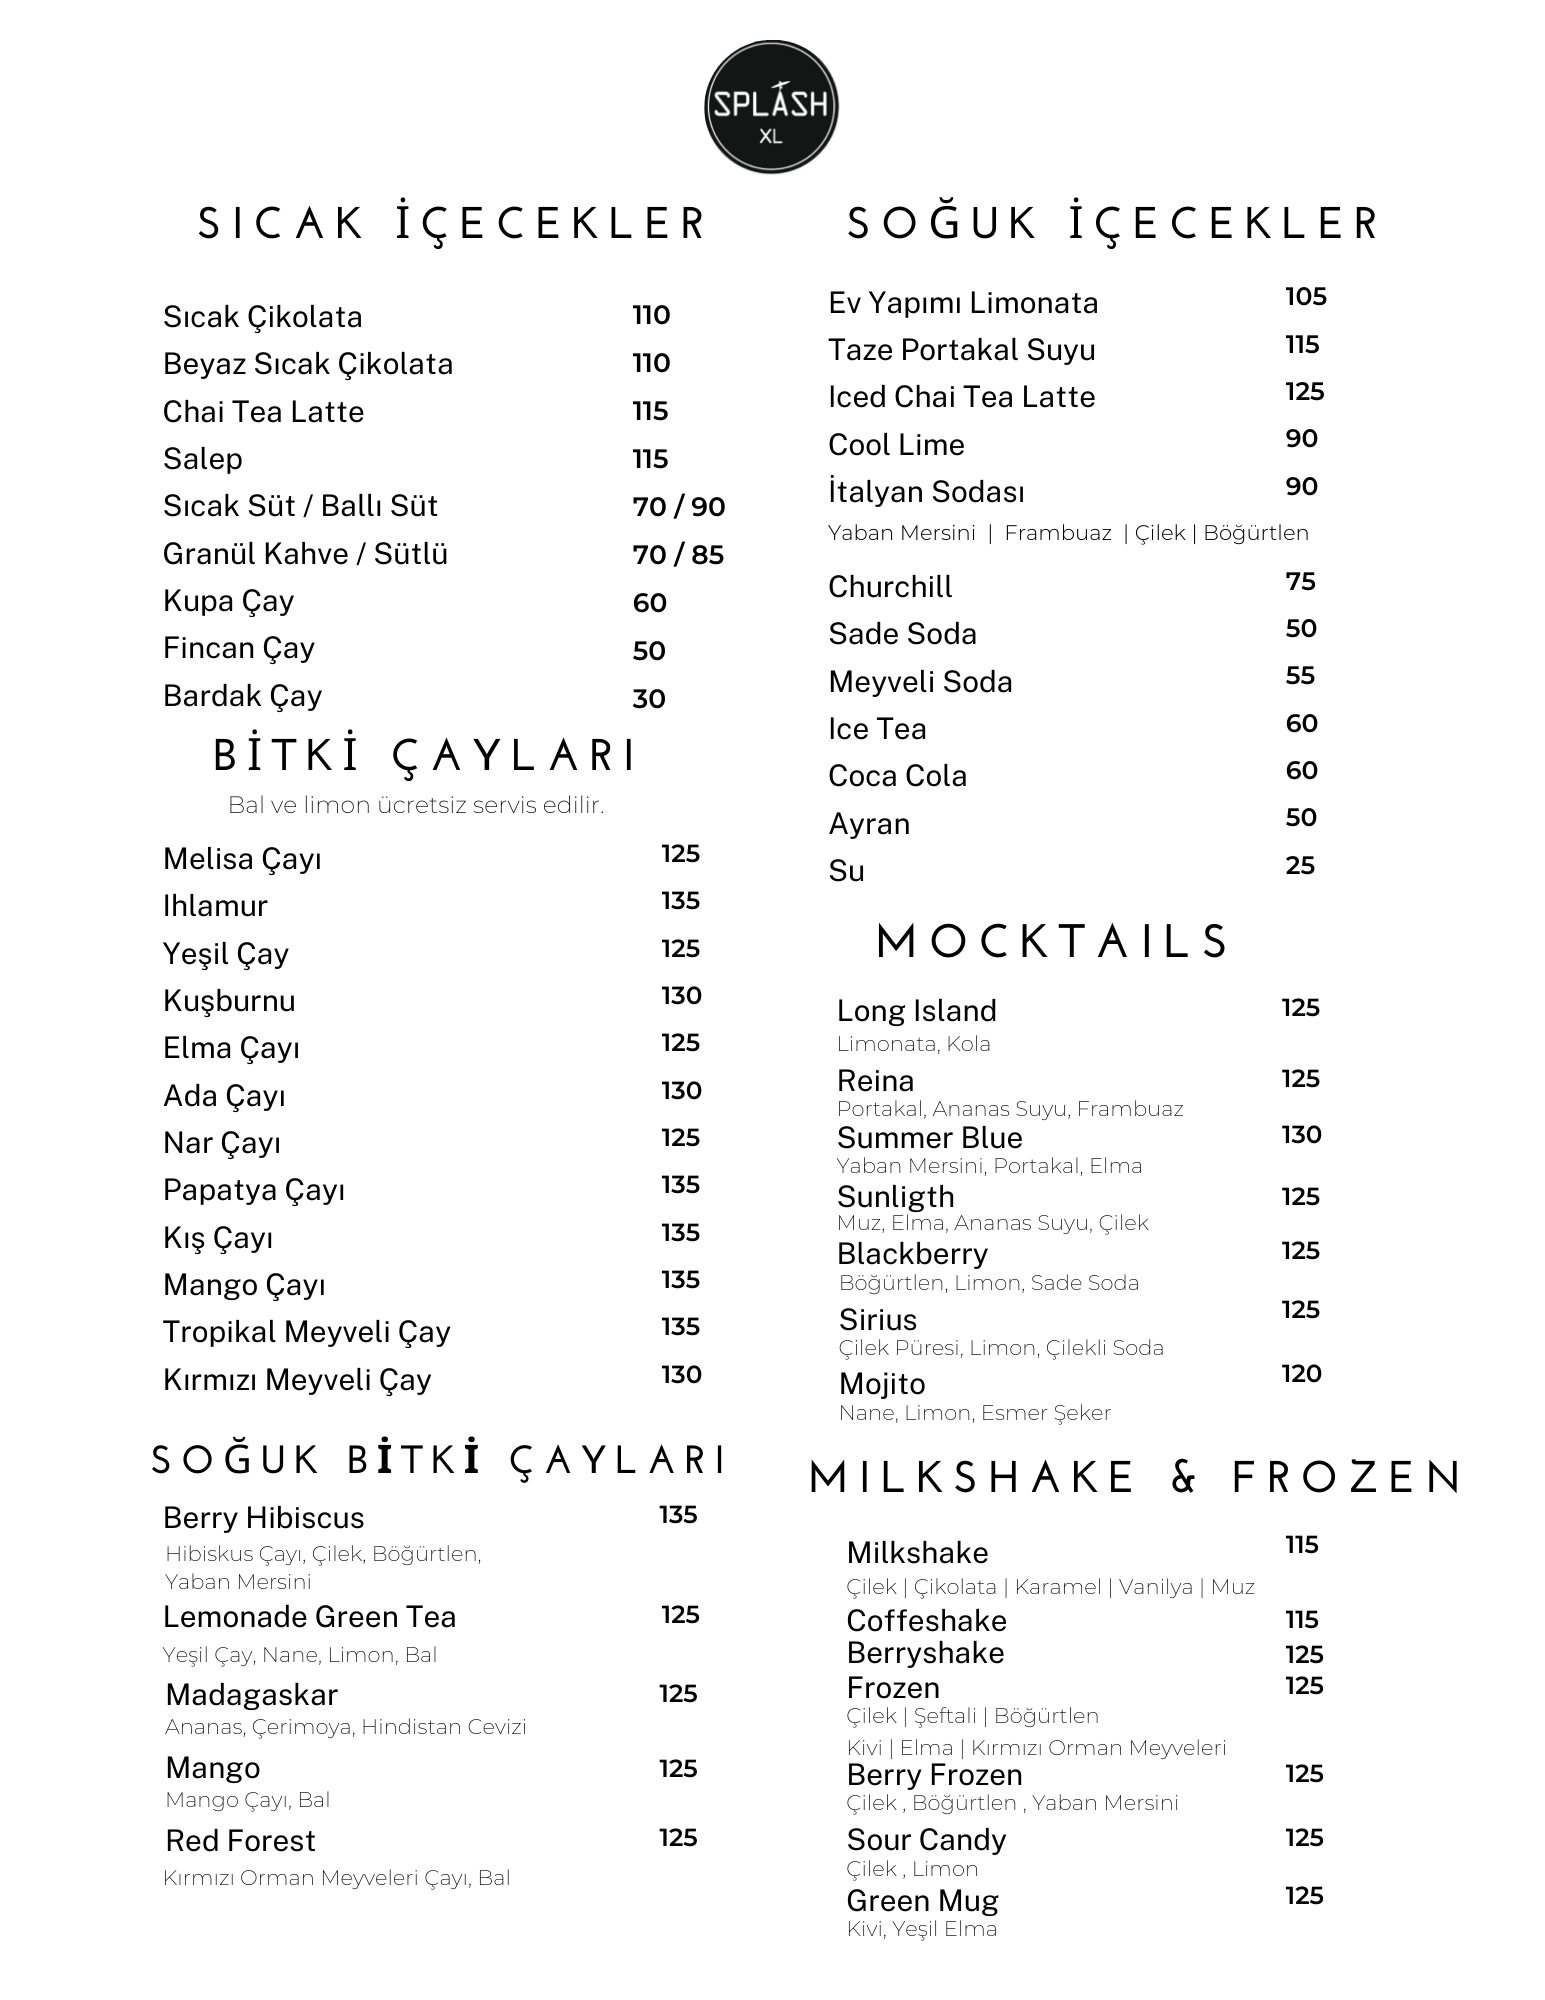 SPLASH
XL
SICAK İÇECEKLER
Sıcak Çikolata 110
Beyaz Sıcak Çikolata 110
Chai Tea Latte 115
Salep 115
Sıcak Süt / Ballı Süt 70 / 90
Granül Kahve / Sütlü 70 / 85
Kupa Çay 60
Fincan Çay 50
Bardak Çay 30
BİTKİ ÇAYLARI
Bal ve limon ücretsiz servis edilir.
Melisa Çayı 125
Ihlamur 135
Yeşil Çay 125
Kuşburnu 130
Elma Çayı 125
Ada Çayı 130
Nar Çayı 125
Papatya Çayı 135
Kış Çayı 135
Mango Çayı 135
Tropikal Meyveli Çay 135
Kırmızı Meyveli Çay 130
SOĞUK BİTKİ ÇAYLARI
Berry Hibiscus 135
Hibiskus Çayı, Çilek, Böğürtlen,
Yaban Mersini
Lemonade Green Tea 125
Yeşil Çay, Nane, Limon, Bal
Madagaskar 125
Ananas, Çerimoya, Hindistan Cevizi
Mango 125
Mango Çayı, Bal
Red Forest 125
Kırmızı Orman Meyveleri Çayı, Bal
SOĞUK İÇECEKLER
Ev Yapımı Limonata 105
Taze Portakal Suyu 115
Iced Chai Tea Latte 125
Cool Lime 90
İtalyan Sodası 90
Yaban Mersini | Frambuaz | Çilek | Böğürtlen
Churchill 75
Sade Soda 50
Meyveli Soda 55
Ice Tea 60
Coca Cola 60
Ayran 50
Su 25
MOCKTAILS
Long Island 125
Limonata, Kola
Reina 125
Portakal, Ananas Suyu, Frambuaz
Summer Blue 130
Yaban Mersini, Portakal, Elma
Sunligth 125
Muz, Elma, Ananas Suyu, Çilek
Blackberry 125
Böğürtlen, Limon, Sade Soda
Sirius 125
Çilek Püresi, Limon, Çilekli Soda
Mojito 120
Nane, Limon, Esmer Şeker
MILKSHAKE & FROZEN
Milkshake 115
Çilek | Çikolata | Karamel | Vanilya | Muz
Coffeshake 115
Berryshake 125
Frozen 125
Çilek | Şeftali | Böğürtlen
Kivi | Elma | Kırmızı Orman Meyveleri
Berry Frozen 125
Çilek , Böğürtlen , Yaban Mersini
Sour Candy 125
Çilek , Limon
Green Mug 125
Kivi, Yeşil Elma